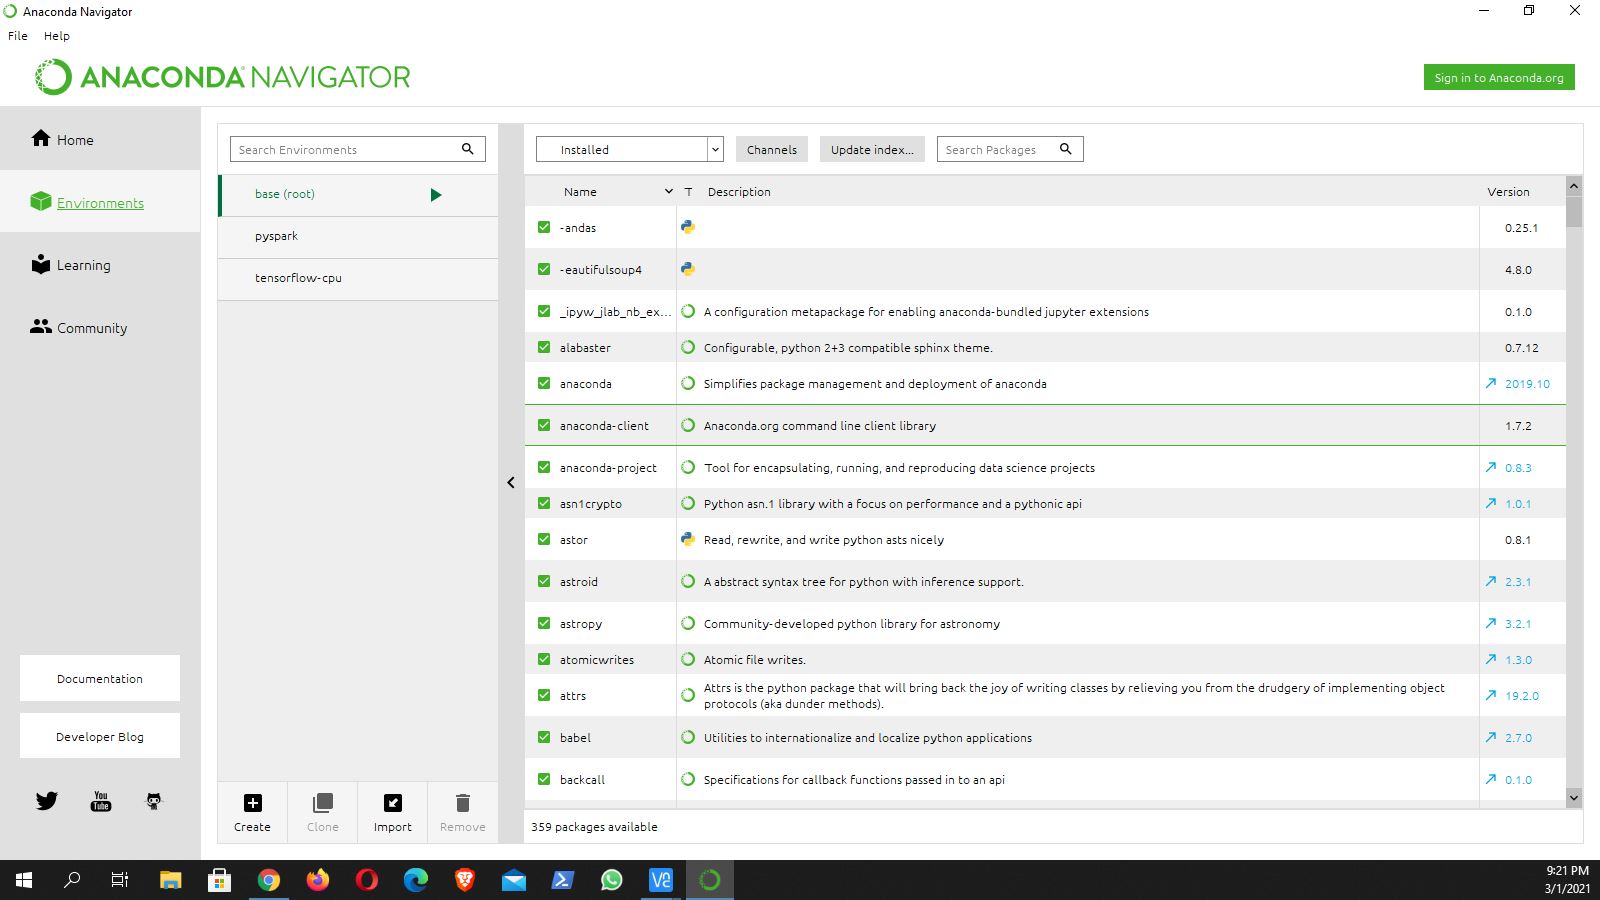 Anaconda Navigator
File Help
ANACONDA NAVIGATOR
Sign in to Anaconda.org
Home
Environments
Learning
Community
Documentation
Developer Blog
You
Tube
Search Environments
base (root)
pyspark
tensorflow-cpu
Create
Clone
Import
Remove
Installed
Channels
Update index...
Search Packages
Name T Description Version
-andas 0.25.1
-eautifulsoup4 4.8.0
_ipyw_jlab_nb_ex... A configuration metapackage for enabling anaconda-bundled jupyter extensions 0.1.0
alabaster Configurable, python 2+3 compatible sphinx theme. 0.7.12
anaconda Simplifies package management and deployment of anaconda 2019.10
anaconda-client Anaconda.org command line client library 1.7.2
anaconda-project Tool for encapsulating, running, and reproducing data science projects 0.8.3
asn1crypto Python asn.1 library with a focus on performance and a pythonic api 1.0.1
astor Read, rewrite, and write python asts nicely 0.8.1
astroid A abstract syntax tree for python with inference support. 2.3.1
astropy Community-developed python library for astronomy 3.2.1
atomicwrites Atomic file writes. 1.3.0
attrs Attrs is the python package that will bring back the joy of writing classes by relieving you from the drudgery of implementing object 19.2.0
protocols (aka dunder methods).
babel Utilities to internationalize and localize python applications 2.7.0
backcall Specifications for callback functions passed in to an api 0.1.0
359 packages available
9:21 PM
3/1/2021